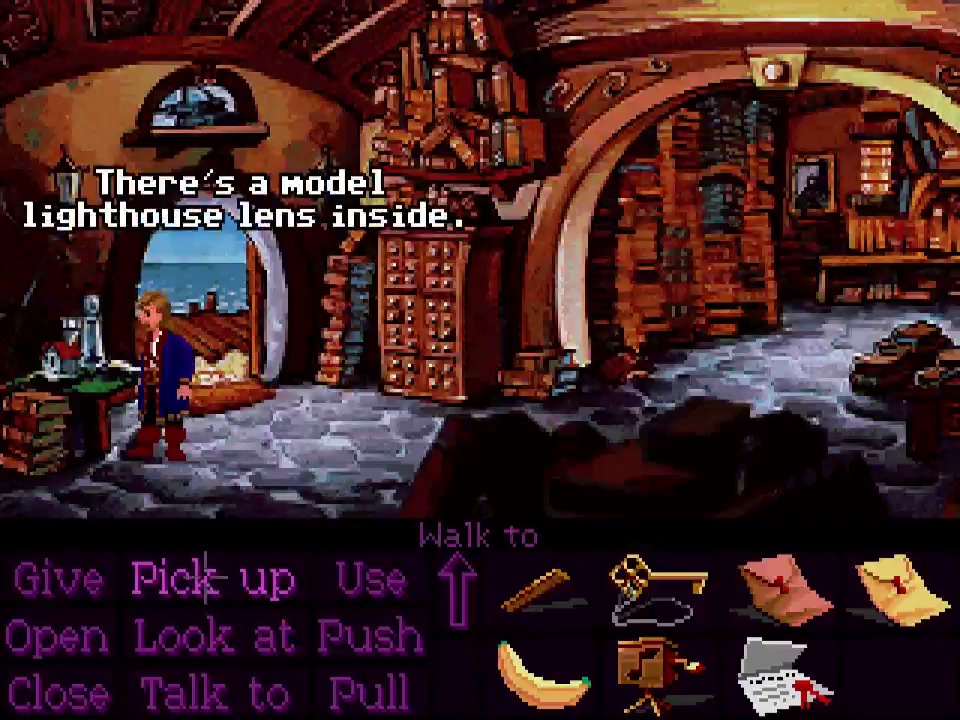 There's a model
lighthouse lens inside.
Walk to
Give Pick up Use
Open Look at Push
Close Talk to Pull